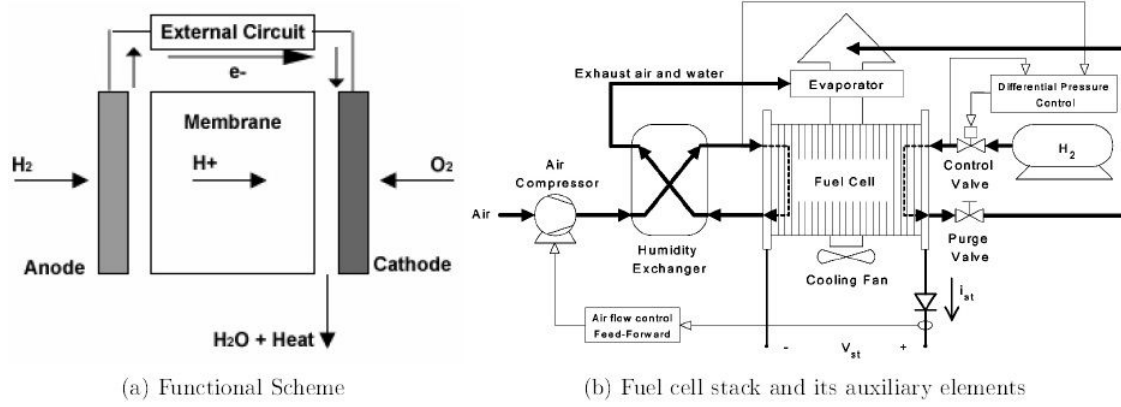 External Circuit
e-
Membrane
H2
H+
O2
Anode
Cathode
H2O + Heat
(a) Functional Scheme
Exhaust air and water
Evaporator
Differential Pressure
Control
H2
Control
Valve
Air
Compressor
Fuel Cell
Air
Purge
Valve
Humidity
Exchanger
Cooling Fan
ist
Air flow control
Feed-Forward
- Vst +
(b) Fuel cell stack and its auxiliary elements